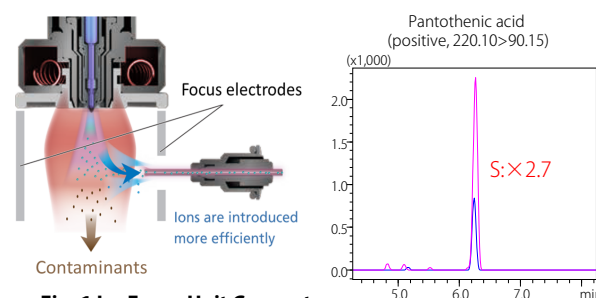 Focus electrodes
Ions are introduced
more efficiently
Contaminants
Pantothenic acid
(positive, 220.10>90.15)
(x1,000)
2.0
1.5
1.0
0.5
0.0
S:×2.7
5.0 6.0 7.0